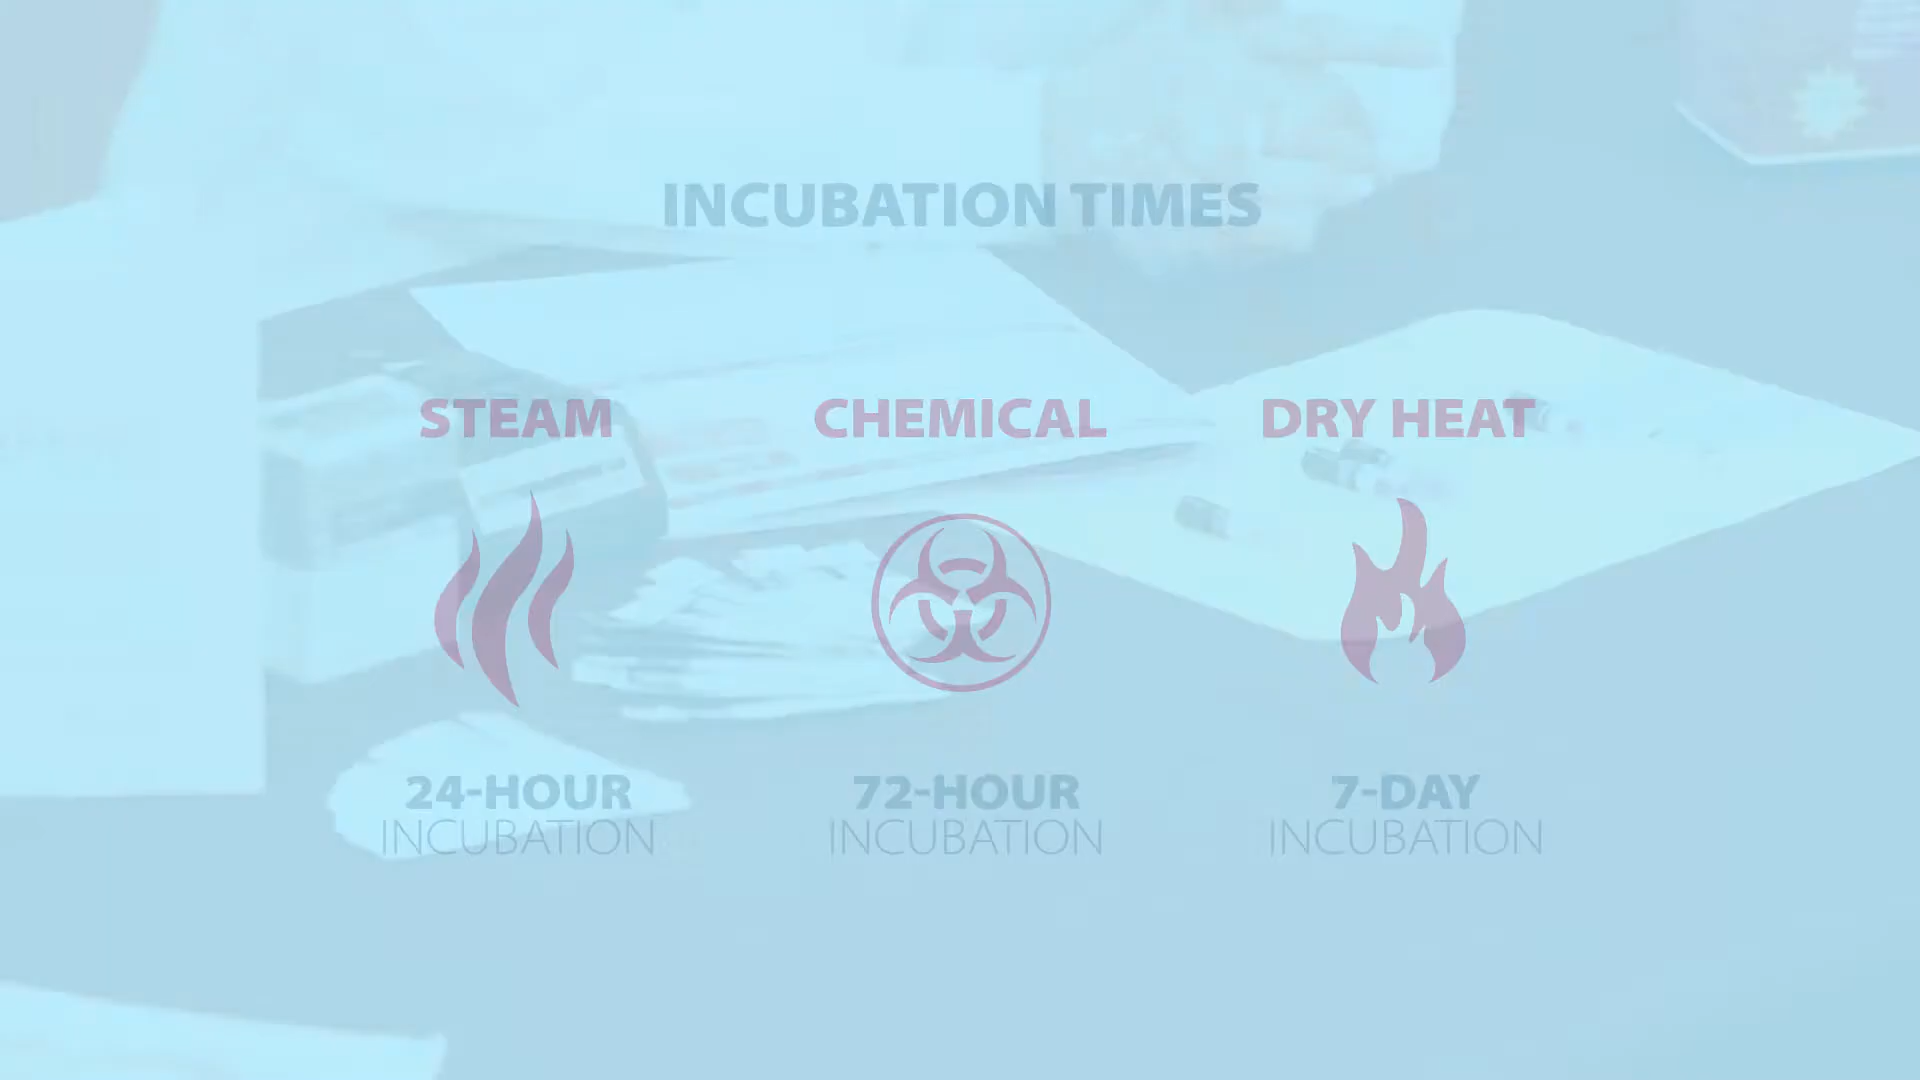 INCUBATION TIMES
STEAM
CHEMICAL
DRY HEAT
24-HOUR
INCUBATION
72-HOUR
INCUBATION
7-DAY
INCUBATION